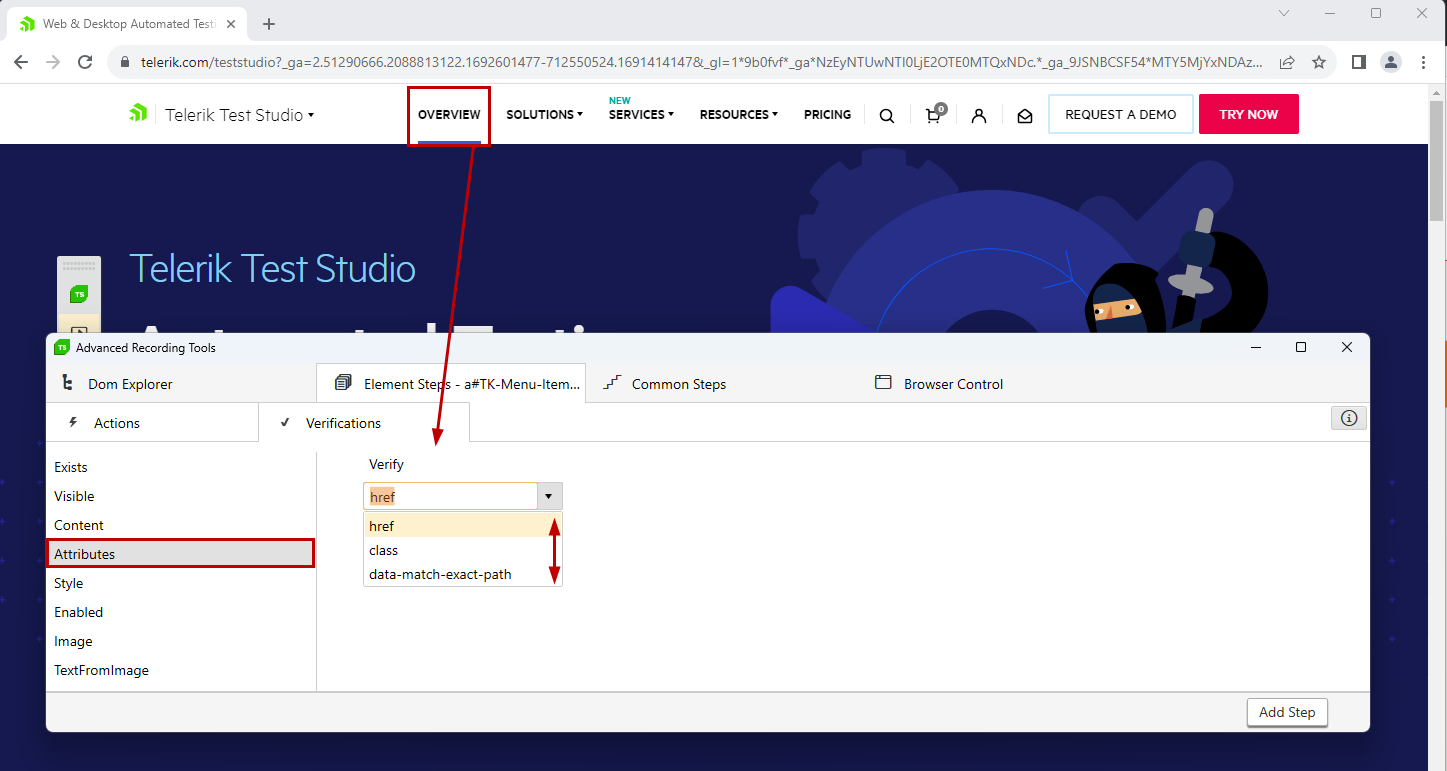 Web & Desktop Automated Testi
telerik.com/teststudio?_ga=2.51290666.2088813122.1692601477-712550524.1691414147&_gl=1*9b0fvf*_ga*NzEyNTUwNTI0LjE2OTE0MTQxNDc.*_ga_9JSNBCSF54*MTY5MjYxNDAz...
Telerik Test Studio
OVERVIEW
SOLUTIONS
NEW
SERVICES
RESOURCES
PRICING
0
REQUEST A DEMO
TRY NOW
Telerik Test Studio
TS
TS
Advanced Recording Tools
Dom Explorer
Element Steps - a#TK-Menu-Item...
Common Steps
Browser Control
Actions
Verifications
Exists
Visible
Content
Attributes
Style
Enabled
Image
TextFromImage
Verify
href
href
class
data-match-exact-path
Add Step